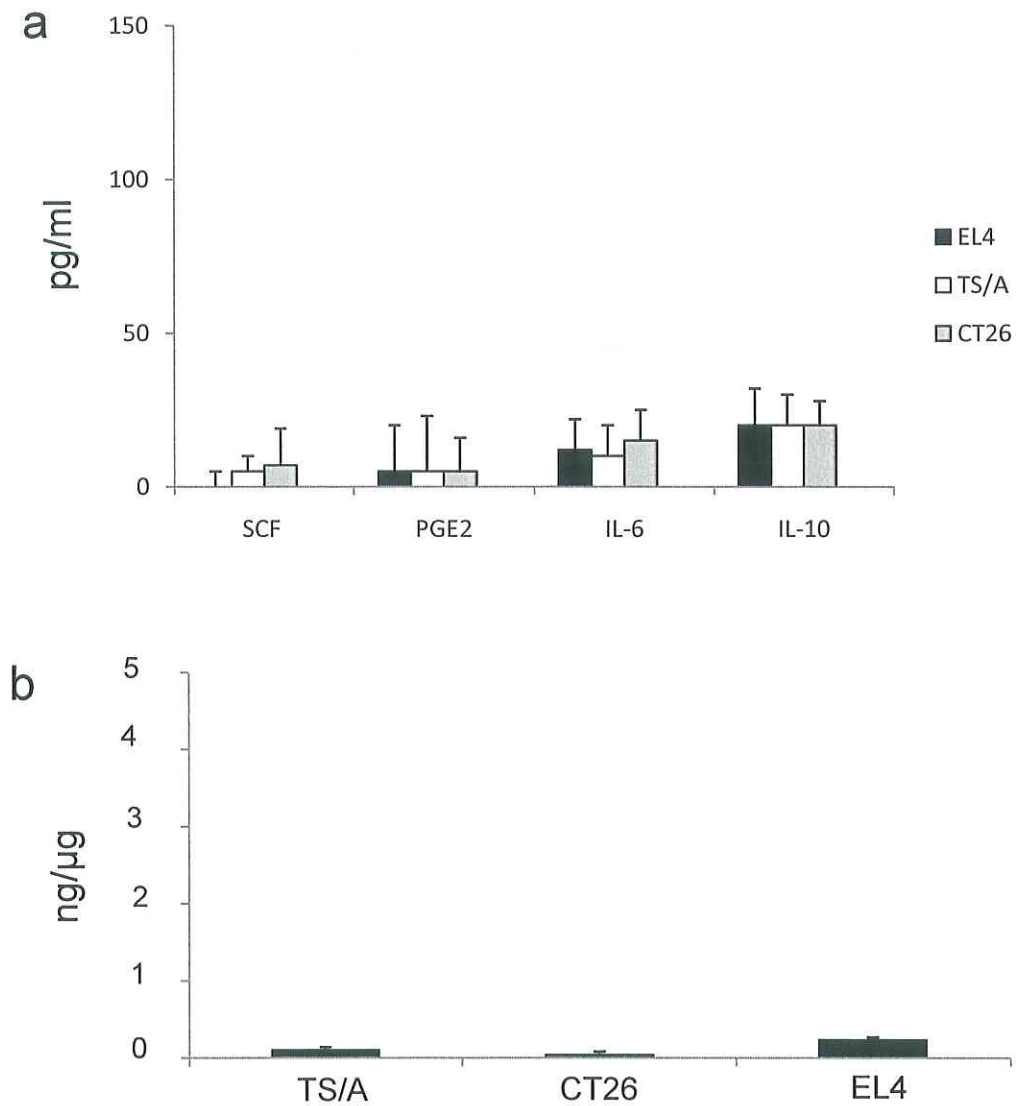 a
150
100
50
0
pg/ml
SCF PGE2 IL-6 IL-10
EL4
TS/A
CT26
b
5
4
3
2
1
0
ng/µg
TS/A CT26 EL4